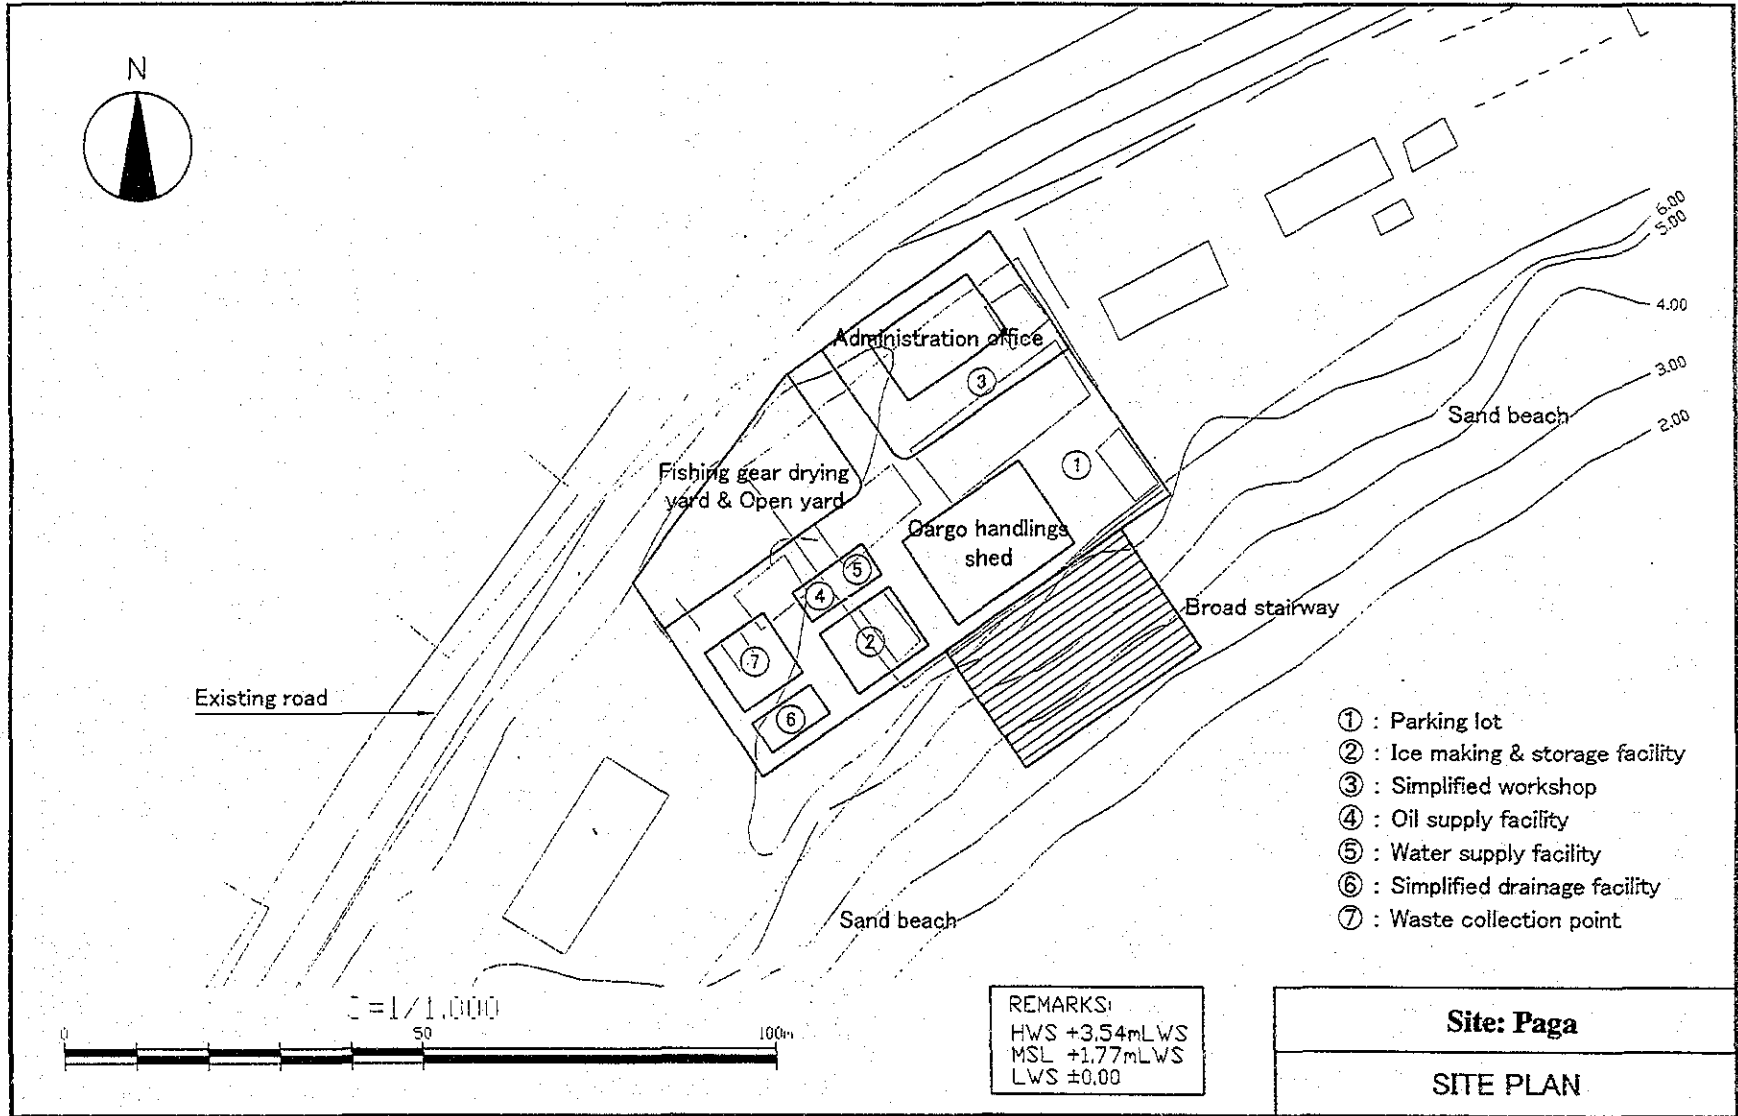 N
6.00
5.00
4.00
3.00
2.00
Administration office
③
Sand beach
①
Fishing gear drying
yard & Open yard
Cargo handlings
shed
⑤
④
②
⑦
⑥
Broad stairway
Existing road
Sand beach
① : Parking lot
② : Ice making & storage facility
③ : Simplified workshop
④ : Oil supply facility
⑤ : Water supply facility
⑥ : Simplified drainage facility
⑦ : Waste collection point
=1/1,000
0 50 100m
REMARKS:
HWS +3.54mLWS
MSL +1.77mLWS
LWS ±0.00
Site: Paga
SITE PLAN